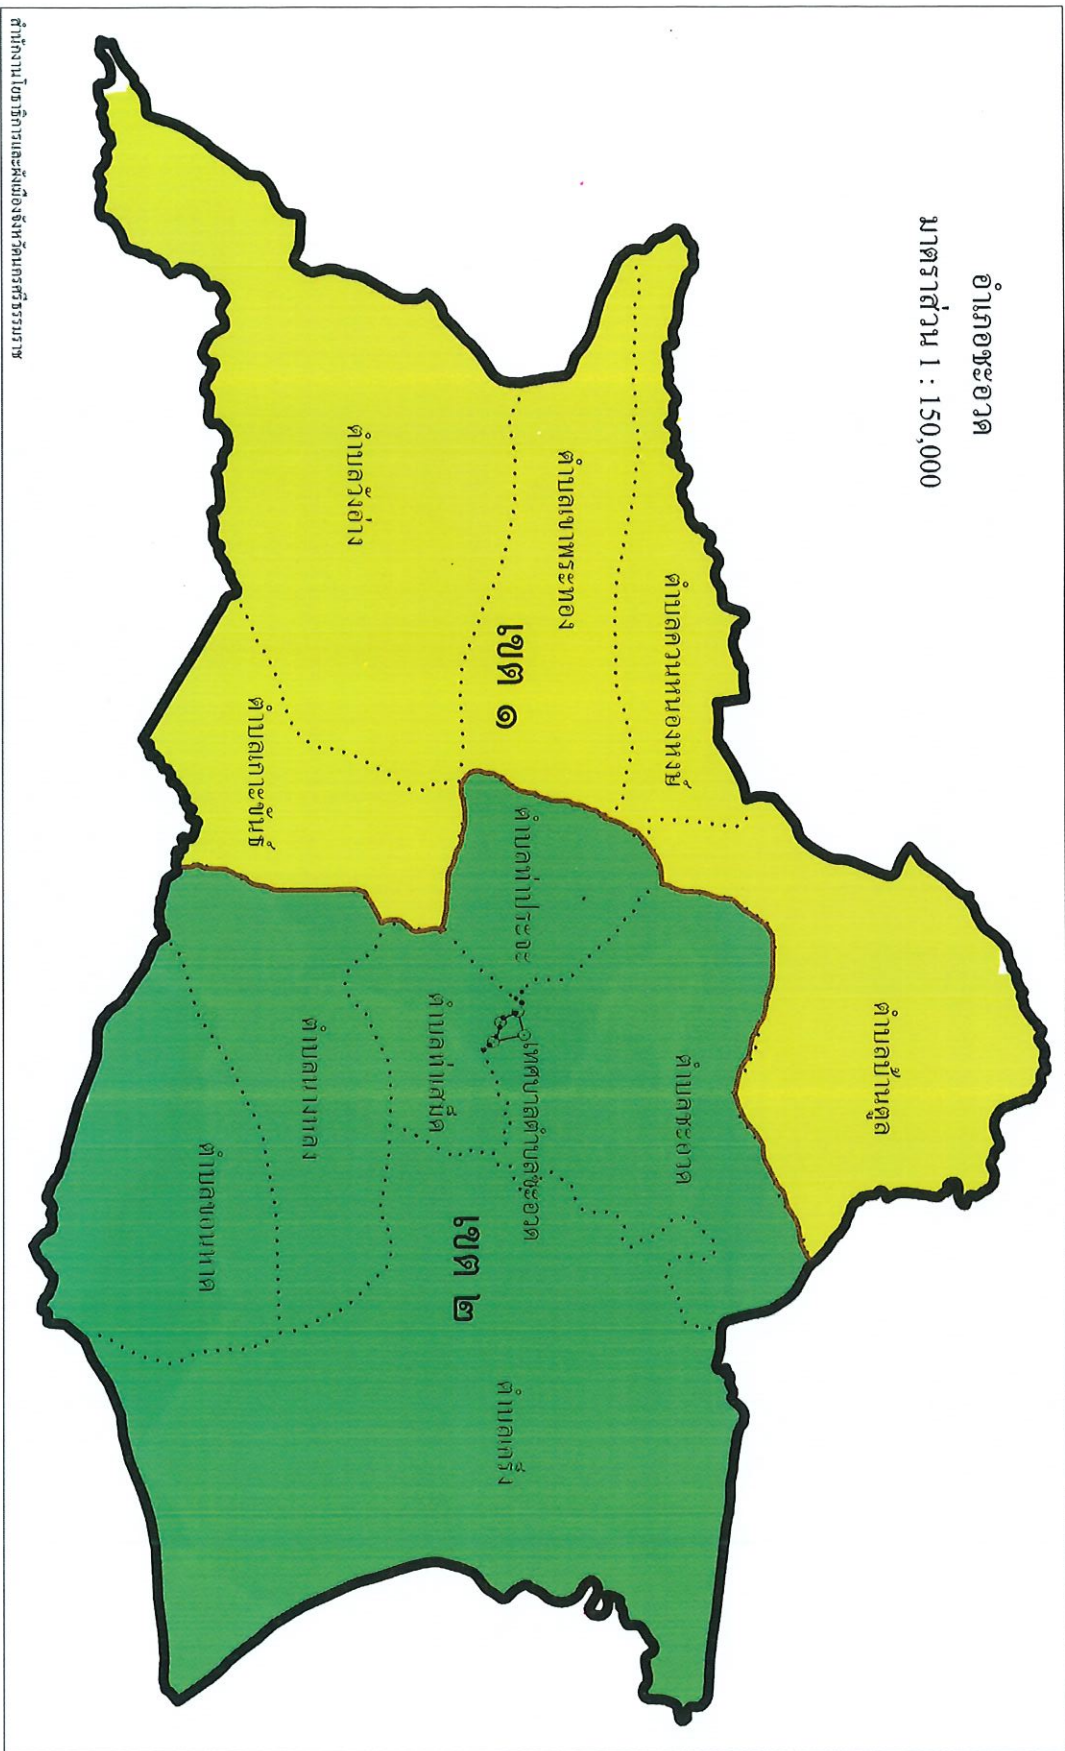 อำเภอชะอวด
มาตราส่วน 1 : 150,000
ตำบลวังอ่าง
ตำบลเขาพระทอง
ตำบลควนหนองหงษ์
เขต ๑
ตำบลเกาะขันธ์
ตำบลท่าประจะ
ตำบลบ้านตูล
ตำบลชะอวด
เทศบาลตำบลชะอวด
ตำบลท่าเสม็ด
ตำบลนางหลง
ตำบลขอนหาด
เขต ๒
ตำบลเคร็ง
สำนักงานโยธาธิการและผังเมืองจังหวัดนครศรีธรรมราช